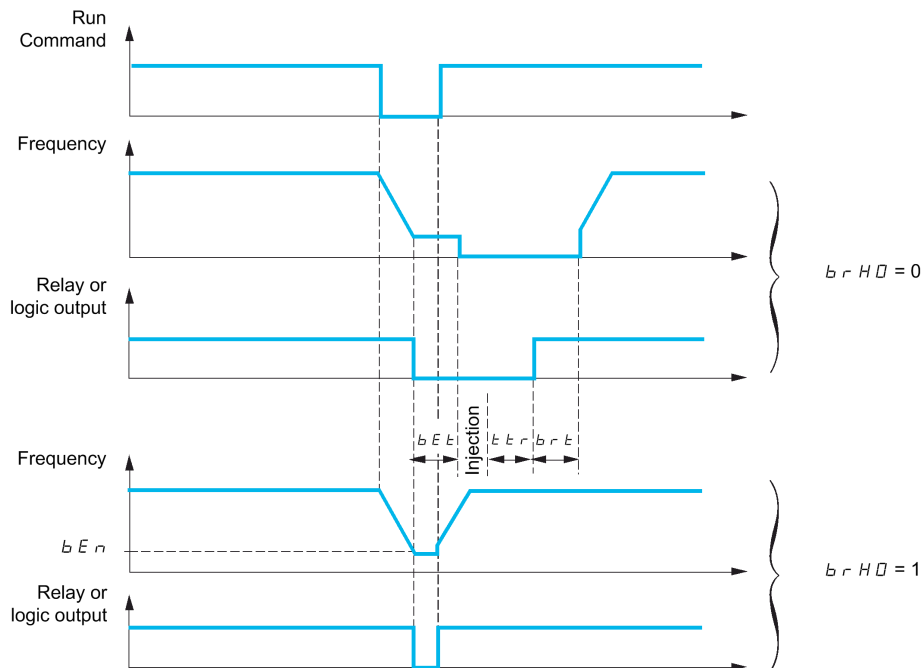 Run
Command
Frequency
Relay or
logic output
brH0 = 0
bEt
Injection
ttr
brt
Frequency
bEn
Relay or
logic output
brH0 = 1